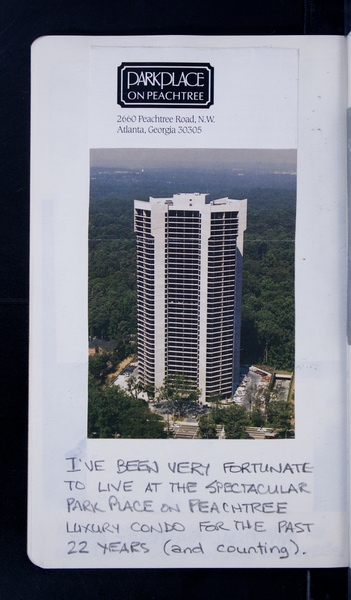 PARKPLACE
ON PEACHTREE
2660 Peachtree Road, N.W.
Atlanta, Georgia 30305
I'VE BEEN VERY FORTUNATE
TO LIVE AT THE SPECTACULAR
PARK PLACE ON PEACHTREE
LUXURY CONDO FOR THE PAST
22 YEARS (and counting).